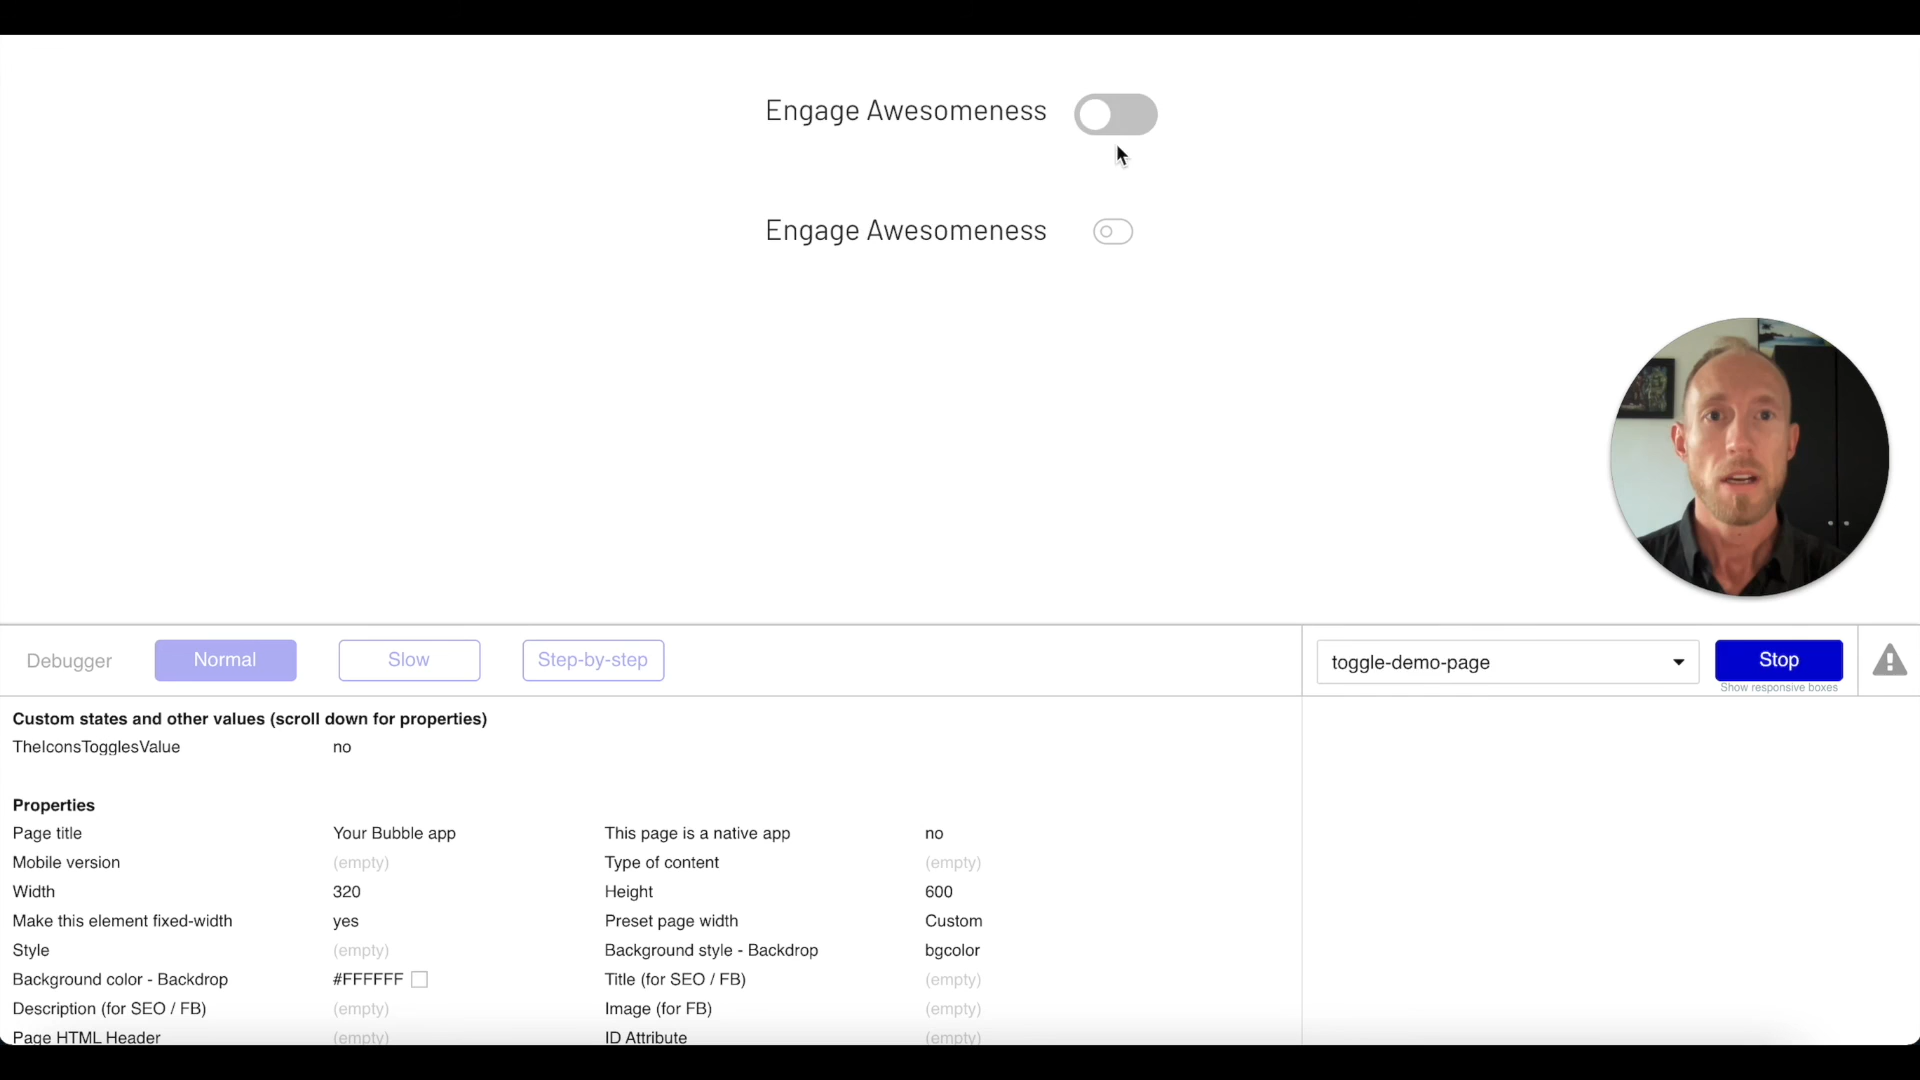 Engage Awesomeness
Engage Awesomeness
Debugger Normal Slow Step-by-step toggle-demo-page Stop
Show responsive boxes
Custom states and other values (scroll down for properties)
TheIconsTogglesValue no
Properties
Page title Your Bubble app This page is a native app no
Mobile version (empty) Type of content (empty)
Width 320 Height 600
Make this element fixed-width yes Preset page width Custom
Style (empty) Background style - Backdrop bgcolor
Background color - Backdrop #FFFFFF Title (for SEO / FB) (empty)
Description (for SEO / FB) (empty) Image (for FB) (empty)
Page HTML Header (empty) ID Attribute (empty)